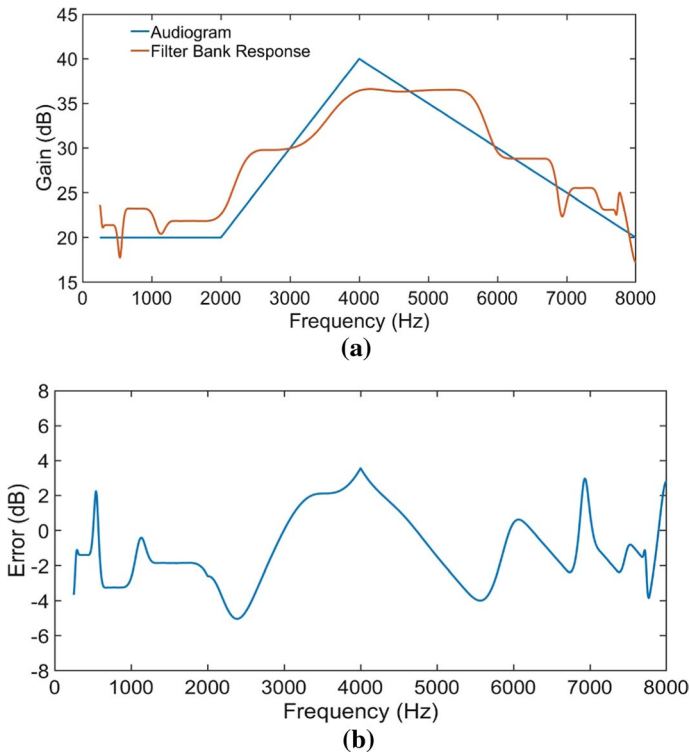 45
40
35
30
25
20
15
Gain (dB)
Audiogram
Filter Bank Response
0 1000 2000 3000 4000 5000 6000 7000 8000
Frequency (Hz)
(a)
8
6
4
2
0
-2
-4
-6
-8
Error (dB)
0 1000 2000 3000 4000 5000 6000 7000 8000
Frequency (Hz)
(b)